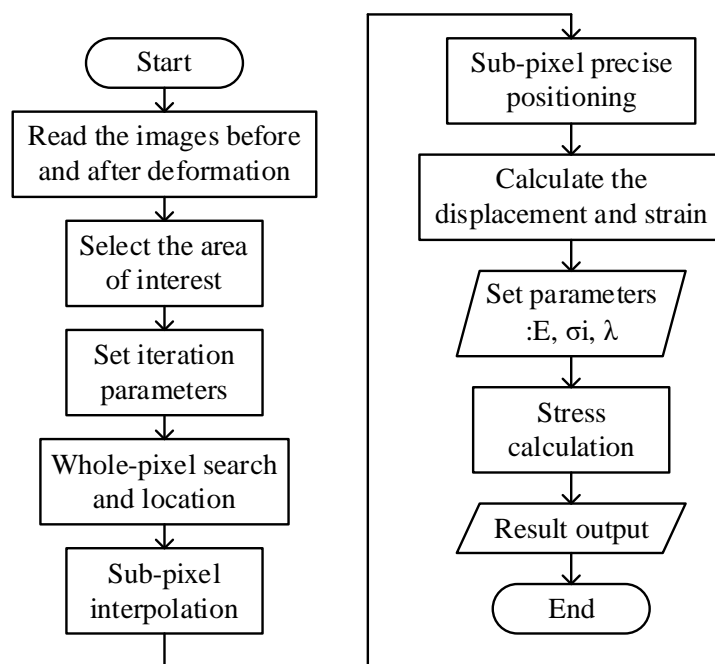 Start
Read the images before
and after deformation
Select the area
of interest
Set iteration
parameters
Whole-pixel search
and location
Sub-pixel
interpolation
Sub-pixel precise
positioning
Calculate the
displacement and strain
Set parameters
:E, σi, λ
Stress
calculation
Result output
End